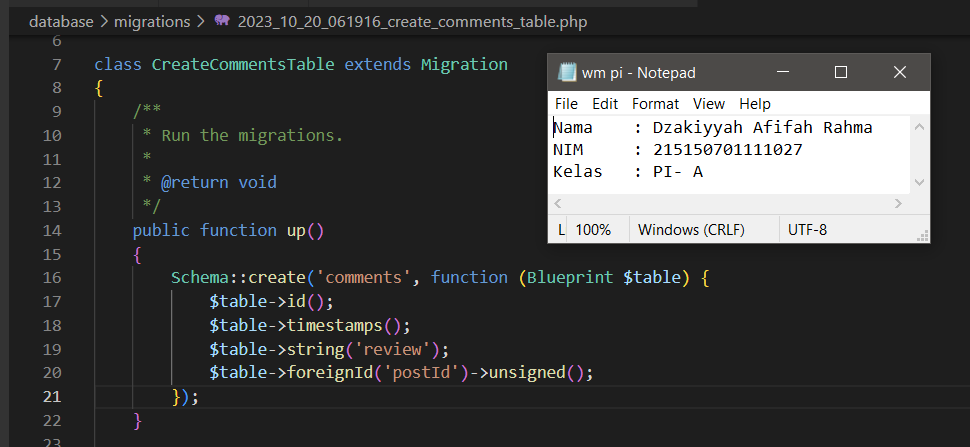 database > migrations > 2023_10_20_061916_create_comments_table.php
6
7 class CreateCommentsTable extends Migration
8 {
9 /**
10 * Run the migrations.
11 *
12 * @return void
13 */
14 public function up()
15 {
16 Schema::create('comments', function (Blueprint $table) {
17 $table->id();
18 $table->timestamps();
19 $table->string('review');
20 $table->foreignId('postId')->unsigned();
21 });
22 }
23
wm pi - Notepad
File Edit Format View Help
Nama : Dzakiyyah Afifah Rahma
NIM : 215150701111027
Kelas : PI- A
L 100% Windows (CRLF) UTF-8